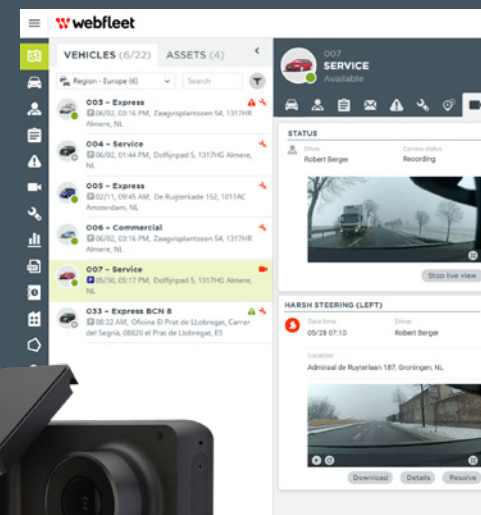 webfleet
VEHICLES (6/22) ASSETS (4)
Region - Europe (6) Search
003 - Express
06/02, 03:16 PM, Zaagvisplantsoen 54, 1317HR
Almere, NL
004 - Service
06/02, 01:44 PM, Dolfijnpad 5, 1317HG Almere,
NL
005 - Express
02/11, 09:45 AM, De Ruijterkade 152, 1011AC
Amsterdam, NL
006 - Commercial
06/02, 03:16 PM, Zaagvisplantsoen 54, 1317HR
Almere, NL
007 - Service
P 05/30, 05:17 PM, Dolfijnpad 5, 1317HG Almere,
NL
033 - Express BCN 8
08:22 AM, Oficina El Prat de LLobregat, Carrer
del Segrià, 08820 el Prat de Llobregat, ES
007
SERVICE
Available
STATUS
Driver Camera status
Robert Berger Recording
Stop live view
HARSH STEERING (LEFT)
Date time Driver
05/28 07:10 Robert Berger
Location
Admiraal de Ruyterlaan 187, Groningen, NL
Download Details Resolve